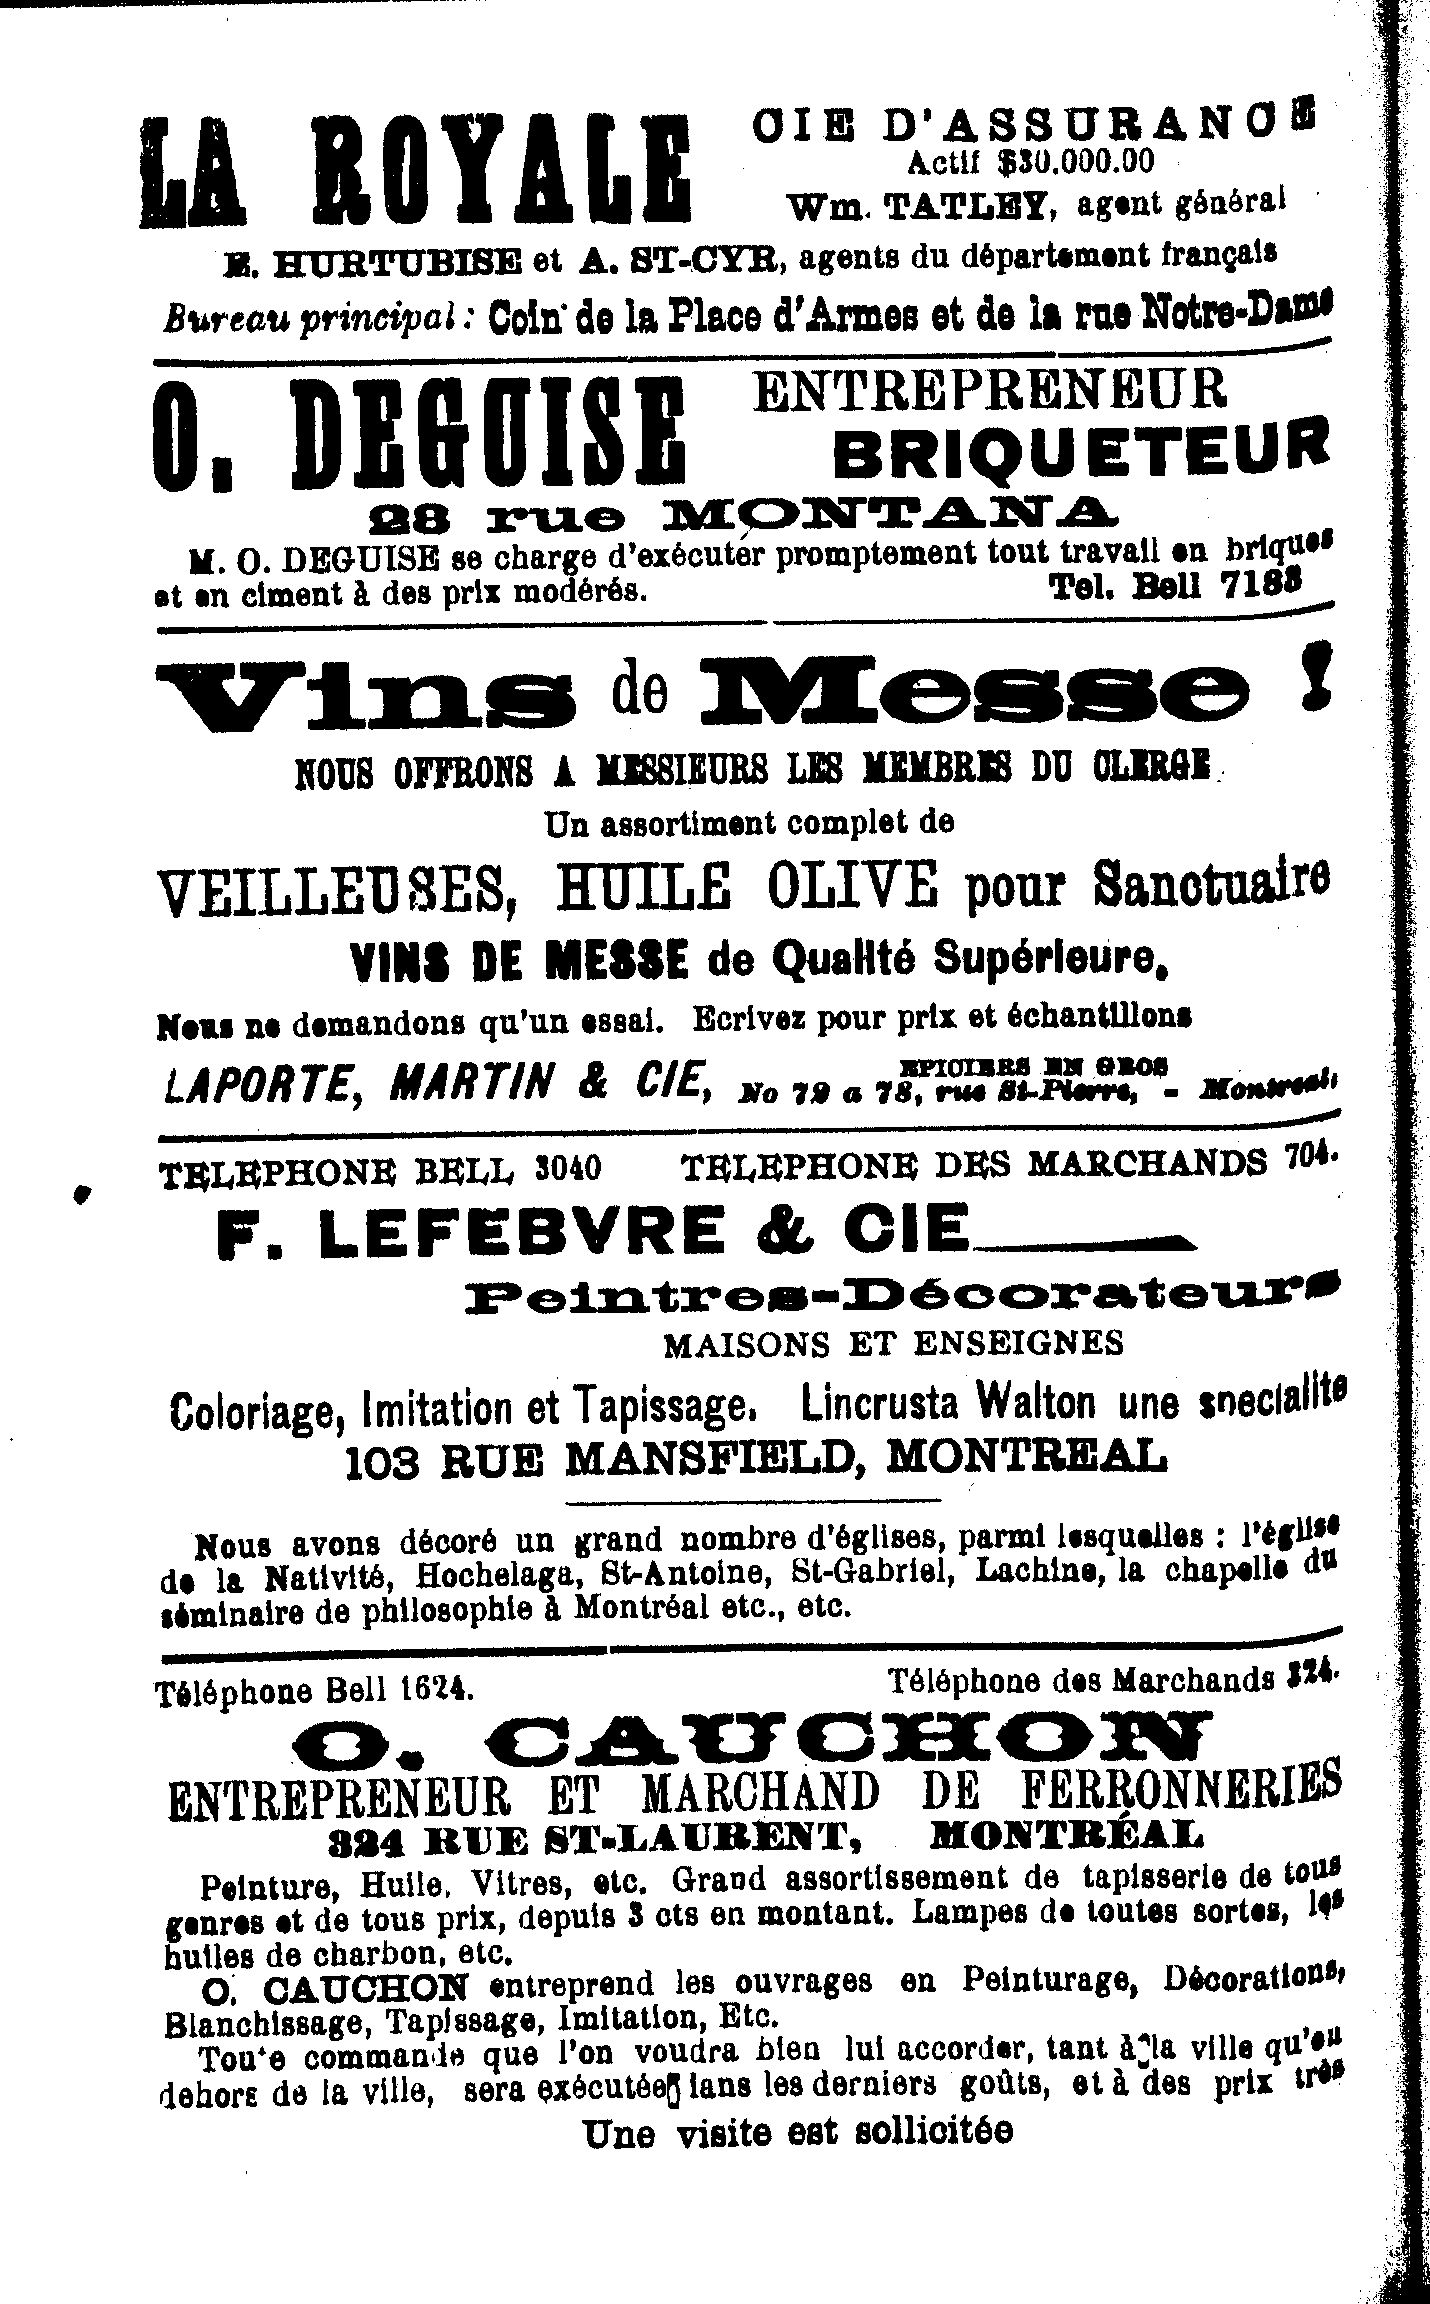 LA ROYALE CIE D'ASSURANCE
Actif $30.000.00
Wm. TATLEY, agent général
E. HURTUBISE et A. ST-CYR, agents du département français
Bureau principal : Coin de la Place d'Armes et de la rue Notre-Dame
O. DEGUISE ENTREPRENEUR
BRIQUETEUR
28 rue MONTANA
M. O. DEGUISE se charge d'exécuter promptement tout travail en briques
et en ciment à des prix modérés. Tel. Bell 7188
Vins de Messe !
NOUS OFFRONS A MESSIEURS LES MEMBRES DU CLERGE
Un assortiment complet de
VEILLEUSES, HUILE OLIVE pour Sanctuaire
VINS DE MESSE de Qualité Supérieure,
Nous ne demandons qu'un essai. Ecrivez pour prix et échantillons
LAPORTE, MARTIN & CIE, EPICIERS EN GROS
No 72 a 78, rue St-Pierre, - Montreal,
TELEPHONE BELL 3040 TELEPHONE DES MARCHANDS 704.
F. LEFEBVRE & CIE
Peintres-Décorateurs
MAISONS ET ENSEIGNES
Coloriage, Imitation et Tapissage. Lincrusta Walton une specialite
103 RUE MANSFIELD, MONTREAL
Nous avons décoré un grand nombre d'églises, parmi lesquelles : l'église
de la Nativité, Hochelaga, St-Antoine, St-Gabriel, Lachine, la chapelle du
séminaire de philosophie à Montréal etc., etc.
Téléphone Bell 1624. Téléphone des Marchands 324.
O. CAUCHON
ENTREPRENEUR ET MARCHAND DE FERRONNERIES
324 RUE ST-LAURENT, MONTRÉAL
Peinture, Huile, Vitres, etc. Grand assortissement de tapisserie de tous
genres et de tous prix, depuis 3 cts en montant. Lampes de toutes sortes, les
huiles de charbon, etc.
O. CAUCHON entreprend les ouvrages en Peinturage, Décorations,
Blanchissage, Tapissage, Imitation, Etc.
Toute commande que l'on voudra bien lui accorder, tant à la ville qu'en
dehors de la ville, sera exécutée dans les derniers goûts, et à des prix très
Une visite est sollicitée